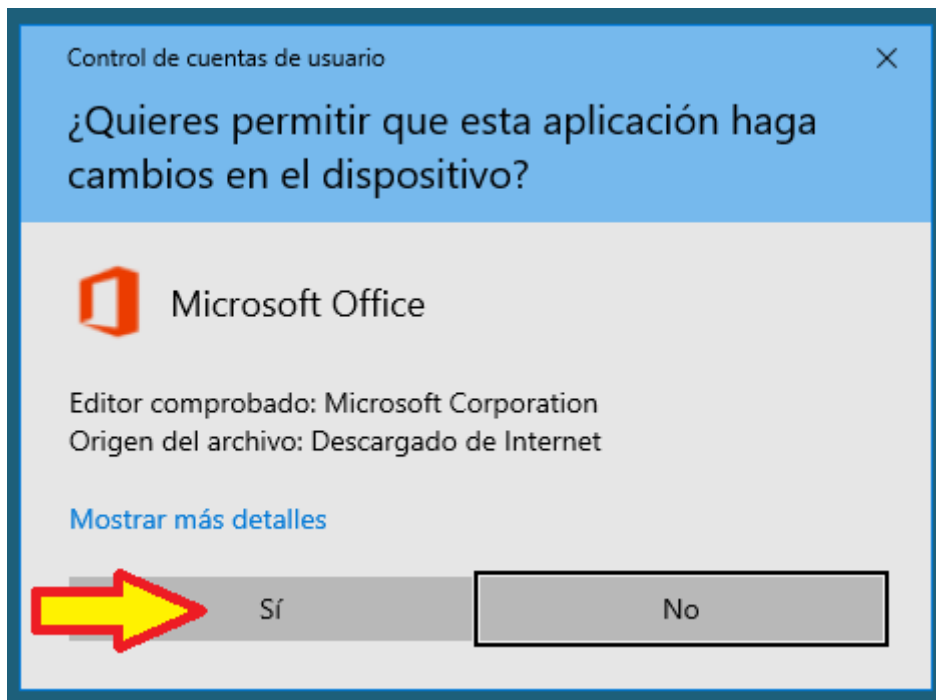 Control de cuentas de usuario
¿Quieres permitir que esta aplicación haga
cambios en el dispositivo?
Microsoft Office
Editor comprobado: Microsoft Corporation
Origen del archivo: Descargado de Internet
Mostrar más detalles
Sí No